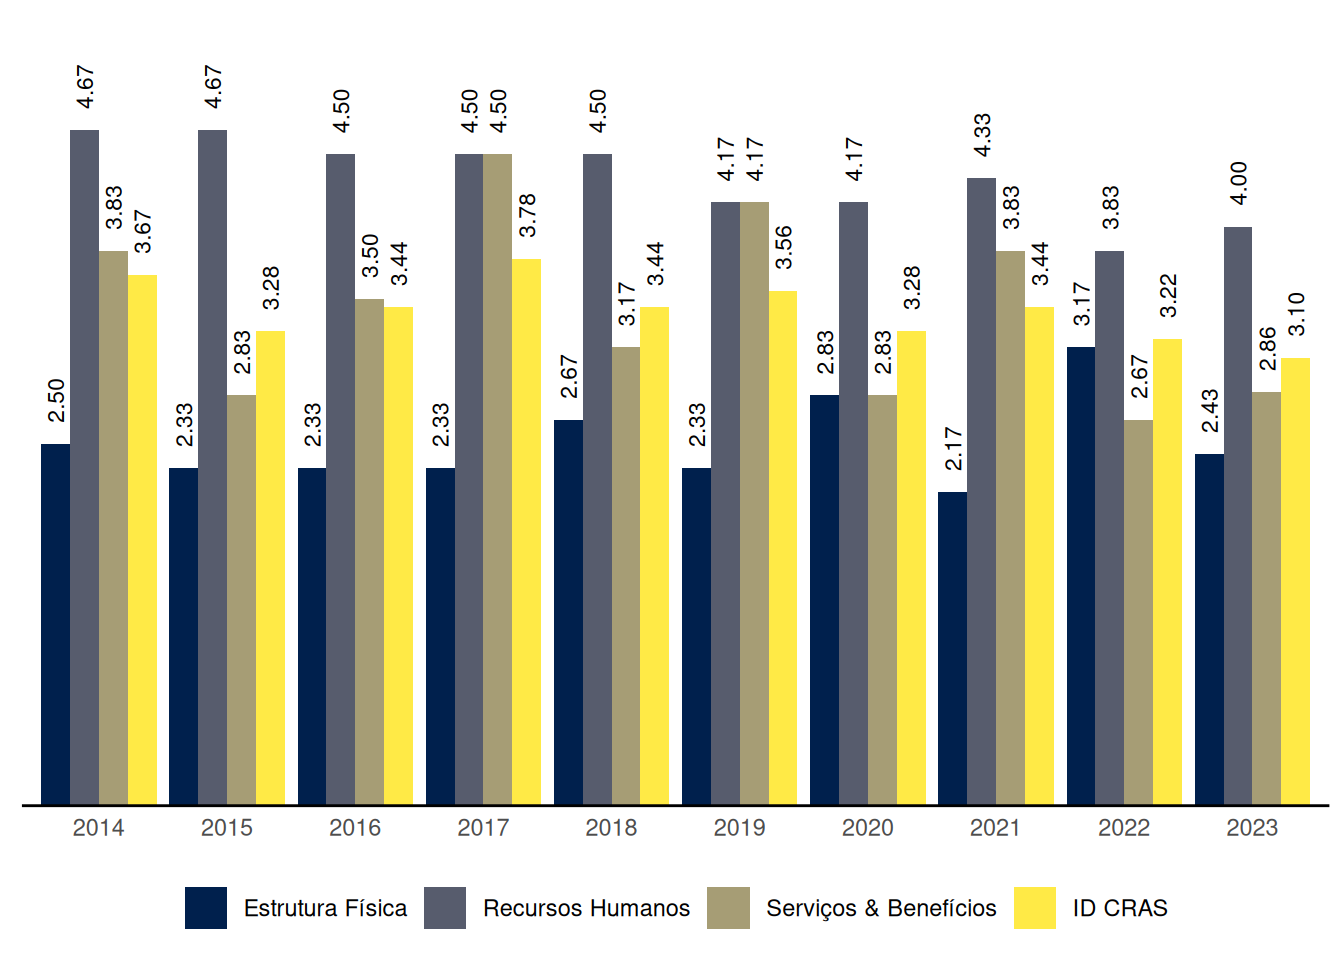 2.50 4.67 3.83 3.67
2.33 4.67 2.83 3.28
2.33 4.50 3.50 3.44
2.33 4.50 4.50 3.78
2.67 4.50 3.17 3.44
2.33 4.17 4.17 3.56
2.83 4.17 2.83 3.28
2.17 4.33 3.83 3.44
3.17 3.83 2.67 3.22
2.43 4.00 2.86 3.10
2014 2015 2016 2017 2018 2019 2020 2021 2022 2023
Estrutura Física Recursos Humanos Serviços & Benefícios ID CRAS